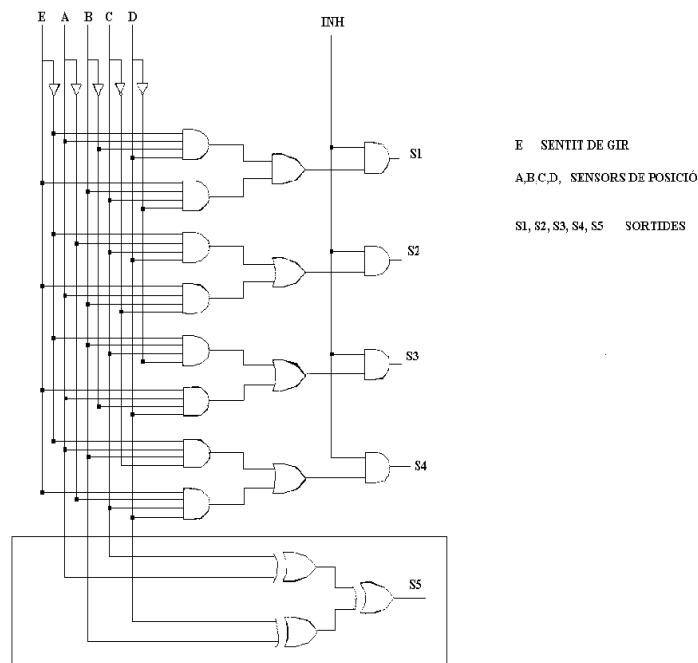 E A B C D
INH
S1
S2
S3
S4
S5
E SENTIT DE GIR
A,B,C,D, SENSORS DE POSICIÓ
S1, S2, S3, S4, S5 SORTIDES